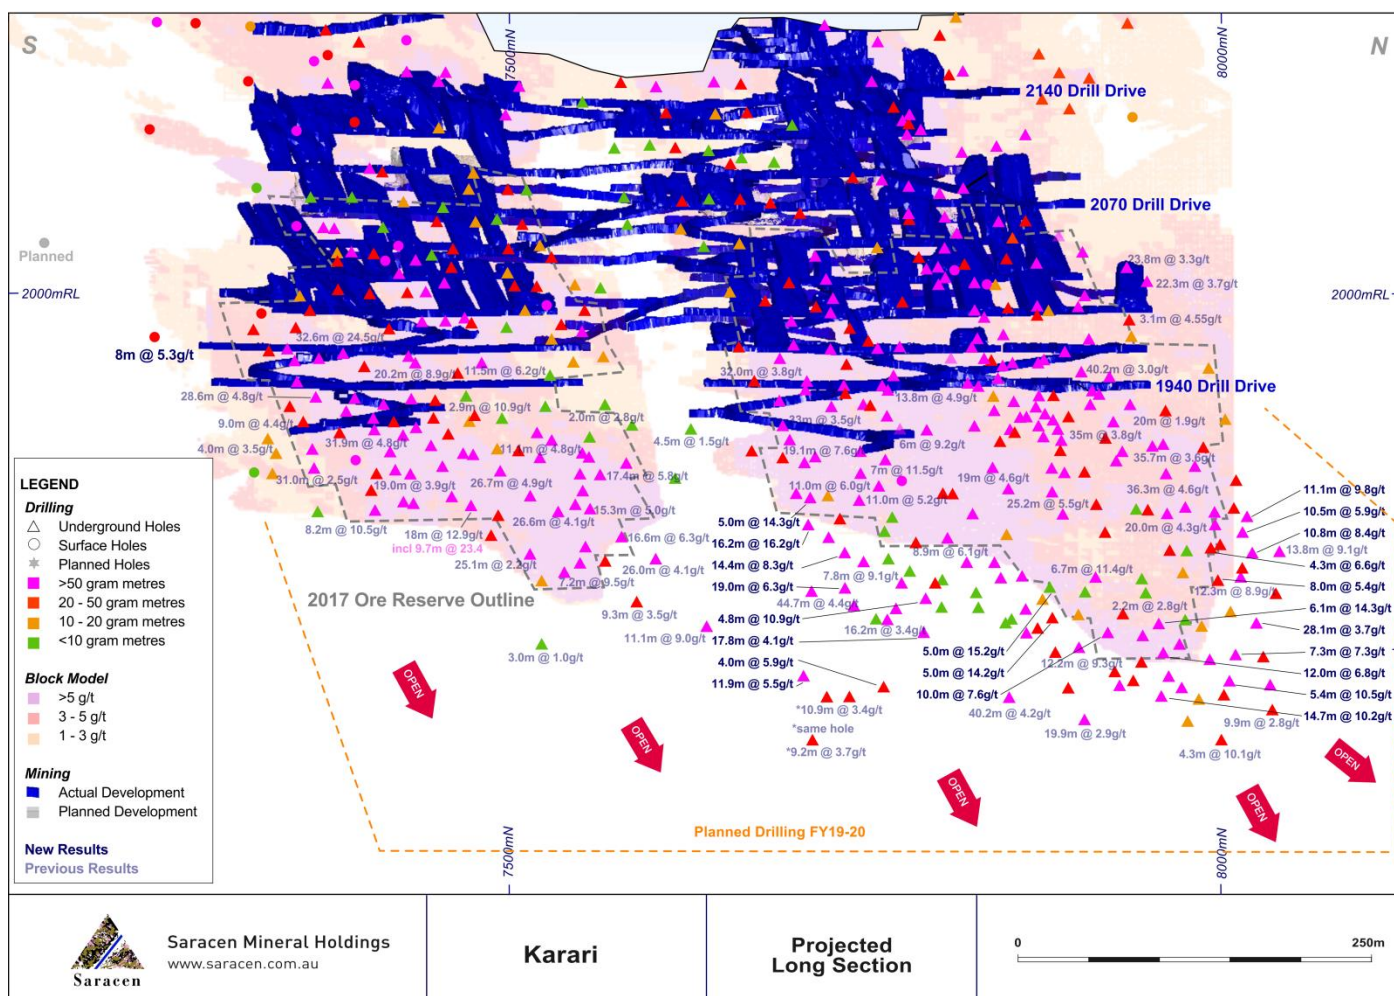 S
N
7500mN
8000mN
2140 Drill Drive
2070 Drill Drive
Planned
23.8m @ 3.3g/t
22.3m @ 3.7g/t
2000mRL
2000mRL
3.1m @ 4.55g/t
32.6m @ 24.5g/t
8m @ 5.3g/t
20.2m @ 8.9g/t
11.5m @ 6.2g/t
32.0m @ 3.8g/t
40.2m @ 3.0g/t
1940 Drill Drive
28.6m @ 4.8g/t
13.8m @ 4.9g/t
2.9m @ 10.9g/t
2.0m @ 2.8g/t
9.0m @ 4.4g/t
33m @ 3.5g/t
20m @ 1.9g/t
4.0m @ 3.5g/t
31.9m @ 4.8g/t
4.5m @ 1.5g/t
19.1m @ 7.6g/t
6m @ 9.2g/t
35m @ 3.8g/t
35.7m @ 3.6g/t
31.0m @ 2.5g/t
19.0m @ 3.9g/t
26.7m @ 4.9g/t
17.4m @ 5.8g/t
11.0m @ 6.0g/t
7m @ 11.5g/t
19m @ 4.6g/t
36.3m @ 4.6g/t
8.2m @ 10.5g/t
15.3m @ 5.0g/t
11.0m @ 5.2g/t
25.2m @ 5.5g/t
20.0m @ 4.3g/t
18m @ 12.9g/t
incl 9.7m @ 23.4
26.6m @ 4.1g/t
16.6m @ 6.3g/t
25.1m @ 2.2g/t
7.2m @ 9.5g/t
26.0m @ 4.1g/t
9.3m @ 3.5g/t
11.1m @ 9.0g/t
3.0m @ 1.0g/t
2017 Ore Reserve Outline
5.0m @ 14.3g/t
16.2m @ 16.2g/t
14.4m @ 8.3g/t
19.0m @ 6.3g/t
4.8m @ 10.9g/t
17.8m @ 4.1g/t
4.0m @ 5.9g/t
11.9m @ 5.5g/t
8.9m @ 6.1g/t
7.8m @ 9.1g/t
44.7m @ 4.4g/t
16.2m @ 3.4g/t
6.7m @ 11.4g/t
2.2m @ 2.8g/t
12.3m @ 8.9g/t
13.8m @ 9.1g/t
5.0m @ 15.2g/t
5.0m @ 14.2g/t
10.0m @ 7.6g/t
12.2m @ 9.3g/t
40.2m @ 4.2g/t
19.9m @ 2.9g/t
9.9m @ 2.8g/t
4.3m @ 10.1g/t
*10.9m @ 3.4g/t
*same hole
*9.2m @ 3.7g/t
11.1m @ 9.8g/t
10.5m @ 5.9g/t
10.8m @ 8.4g/t
4.3m @ 6.6g/t
8.0m @ 5.4g/t
6.1m @ 14.3g/t
28.1m @ 3.7g/t
7.3m @ 7.3g/t
12.0m @ 6.8g/t
5.4m @ 10.5g/t
14.7m @ 10.2g/t
OPEN
OPEN
OPEN
OPEN
OPEN
Planned Drilling FY19-20
7500mN
8000mN
LEGEND
Drilling
Underground Holes
Surface Holes
Planned Holes
>50 gram metres
20 - 50 gram metres
10 - 20 gram metres
<10 gram metres
Block Model
>5 g/t
3 - 5 g/t
1 - 3 g/t
Mining
Actual Development
Planned Development
New Results
Previous Results
Saracen
Saracen Mineral Holdings
www.saracen.com.au
Karari
Projected
Long Section
0
250m